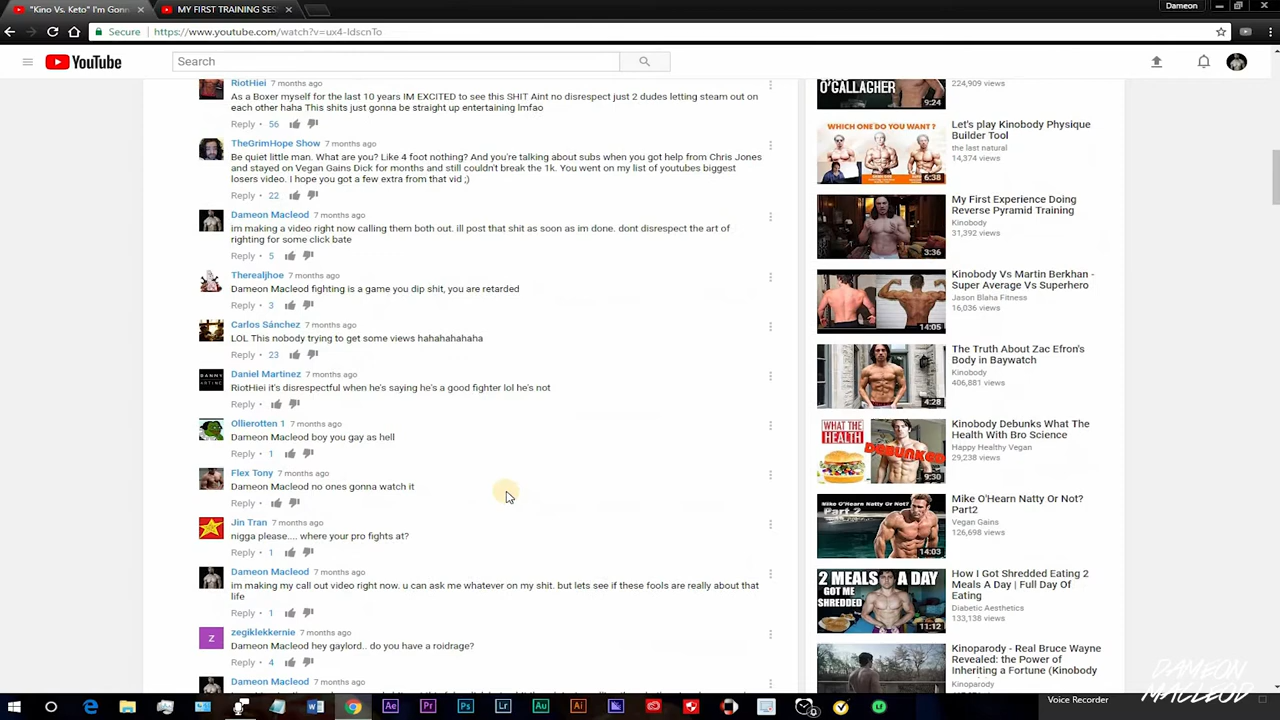 "Kino Vs. Keto" I'm Gonn
MY FIRST TRAINING SES
Dameon
Secure
https://www.youtube.com/watch?v=ux4-ldscnTo
YouTube
Search
RiotHiei 7 months ago
As a Boxer myself for the last 10 years IM EXCITED to see this SHIT Aint no disrespect just 2 dudes letting steam out on
each other haha This shits just gonna be straight up entertaining lmfao
Reply • 56
TheGrimHope Show 7 months ago
Be quiet little man. What are you? Like 4 foot nothing? And you're talking about subs when you got help from Chris Jones
and stayed on Vegan Gains Dick for months and still couldn't break the 1k. You went on my list of youtubes biggest
losers video. I hope you got a few extra from that vid ;)
Reply • 22
Dameon Macleod 7 months ago
im making a video right now calling them both out. ill post that shit as soon as im done. dont disrespect the art of
righting for some click bate
Reply • 5
Therealjhoe 7 months ago
Dameon Macleod fighting is a game you dip shit, you are retarded
Reply • 3
Carlos Sánchez 7 months ago
LOL This nobody trying to get some views hahahahahaha
Reply • 23
DANNY
Daniel Martinez 7 months ago
RiotHiei it's disrespectful when he's saying he's a good fighter lol he's not
Reply •
Ollierotten 1 7 months ago
Dameon Macleod boy you gay as hell
Reply • 1
Flex Tony 7 months ago
Dameon Macleod no ones gonna watch it
Reply •
Jin Tran 7 months ago
nigga please.... where your pro fights at?
Reply • 1
Dameon Macleod 7 months ago
im making my call out video right now. u can ask me whatever on my shit. but lets see if these fools are really about that
life
Reply • 1
z
zegiklekkernie 7 months ago
Dameon Macleod hey gaylord.. do you have a roidrage?
Reply • 4
Dameon Macleod 7 months ago
O'GALLAGHER
9:24
224,909 views
WHICH ONE DO YOU WANT ?
6:38
Let's play Kinobody Physique
Builder Tool
the last natural
14,374 views
3:36
My First Experience Doing
Reverse Pyramid Training
Kinobody
31,392 views
14:05
Kinobody Vs Martin Berkhan -
Super Average Vs Superhero
Jason Blaha Fitness
16,036 views
4:28
The Truth About Zac Efron's
Body in Baywatch
Kinobody
406,881 views
WHAT THE
HEALTH
DEBUNKED
9:30
Kinobody Debunks What The
Health With Bro Science
Happy Healthy Vegan
29,238 views
Mike O'Hearn Natty Or Not?
Part 2
14:03
Mike O'Hearn Natty Or Not?
Part2
Vegan Gains
126,698 views
2 MEALS A DAY
GOT ME
SHREDDED
11:12
How I Got Shredded Eating 2
Meals A Day | Full Day Of
Eating
Diabetic Aesthetics
133,138 views
Kinoparody - Real Bruce Wayne
Revealed: the Power of
Inheriting a Fortune (Kinobody
Kinoparody
DAMEON
MACLEOD
Ae
Pr
Ps
Lr
Au
Ai
Voice Recorder